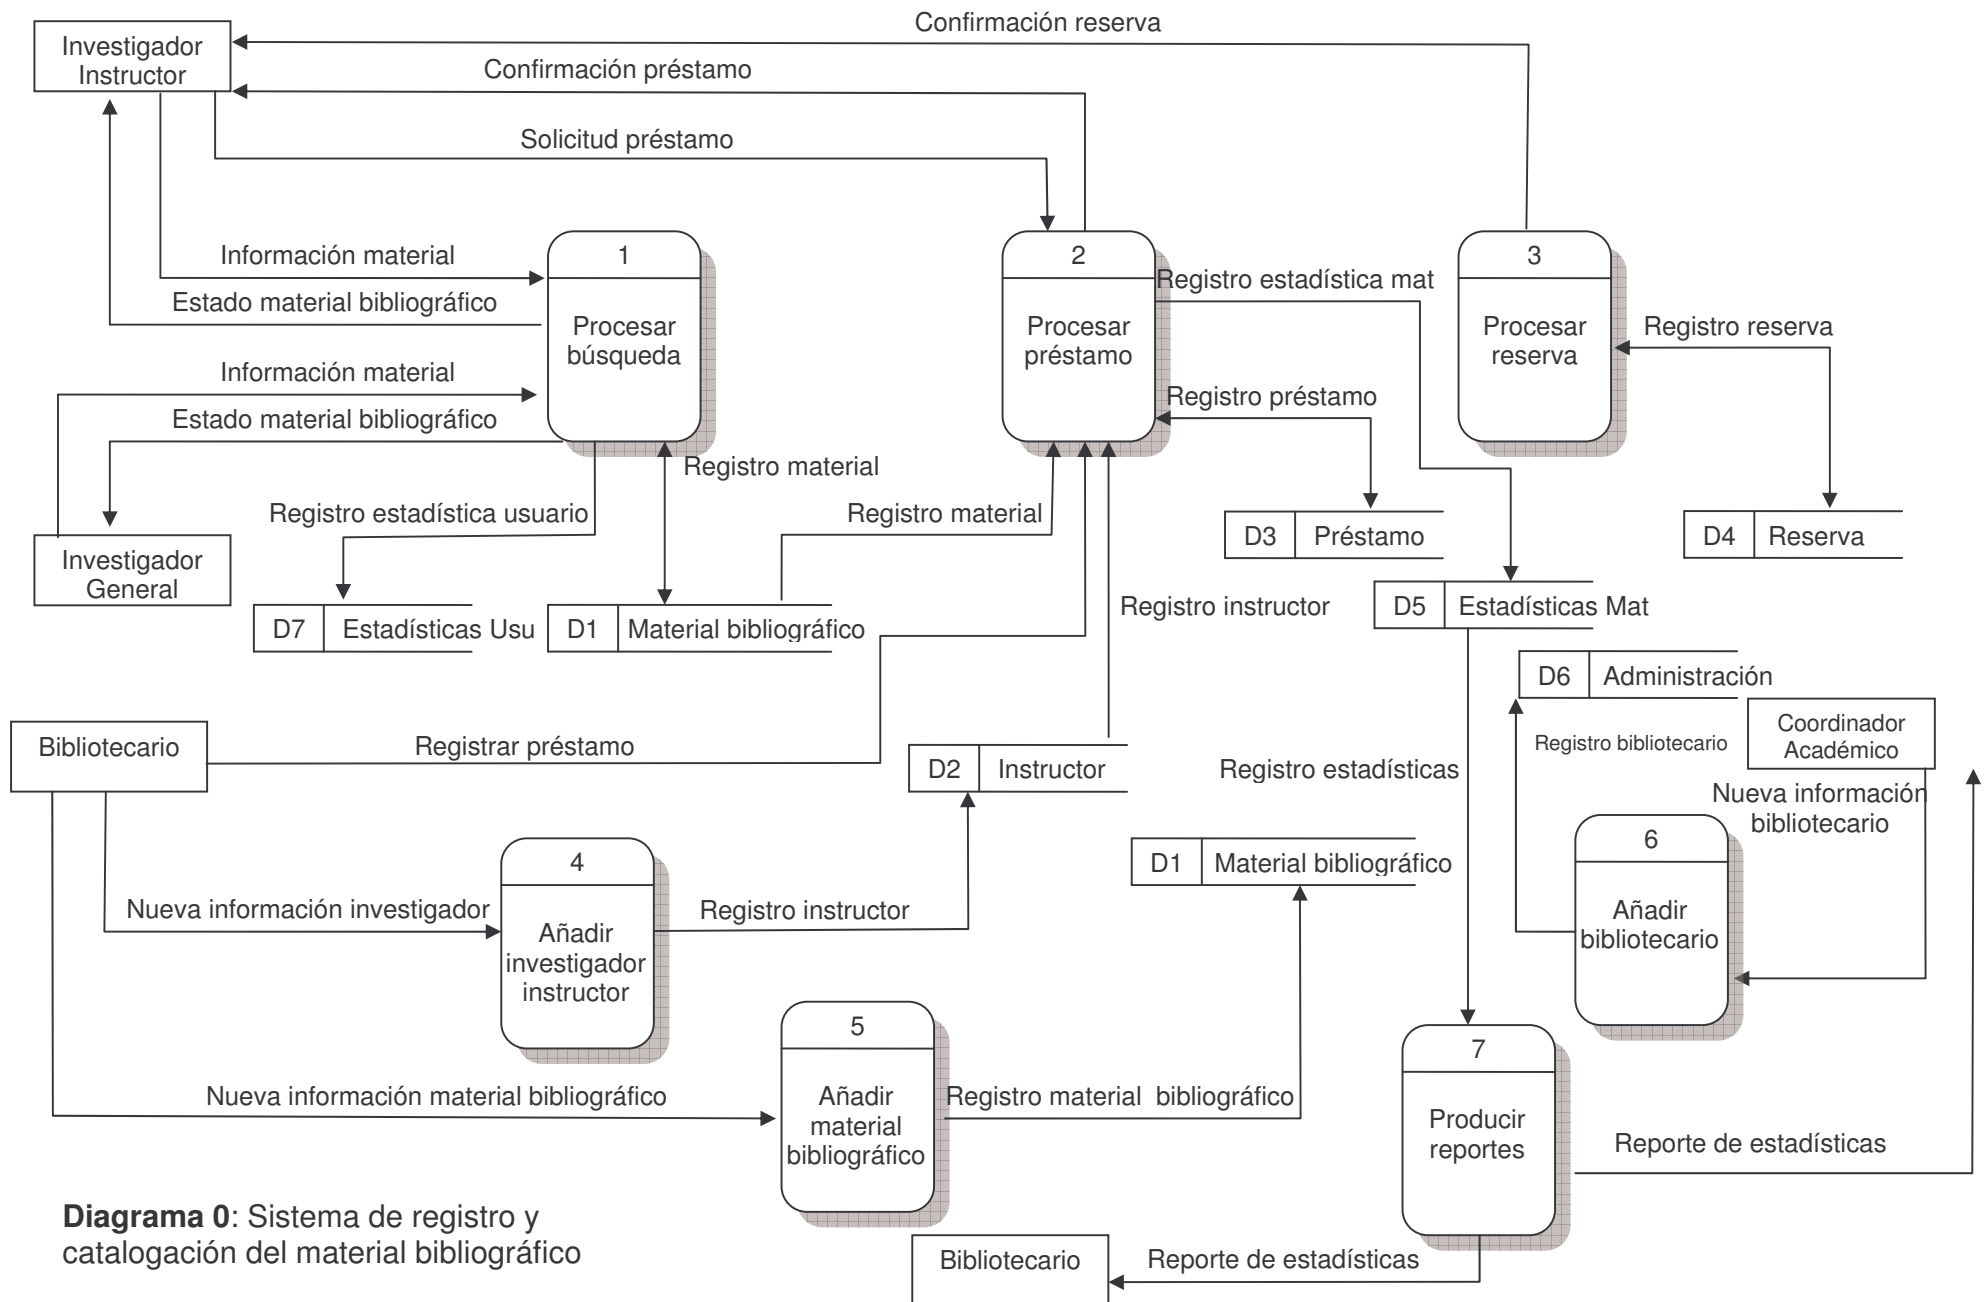 Confirmación reserva
Investigador
Instructor
Confirmación préstamo
Solicitud préstamo
Información material
Estado material bibliográfico
1
Procesar
búsqueda
2
Procesar
préstamo
Registro estadística mat
3
Procesar
reserva
Registro reserva
Información material
Estado material bibliográfico
Registro préstamo
Registro material
Registro estadística usuario
Registro material
D3 Préstamo
D4 Reserva
Investigador
General
D7 Estadísticas Usu
D1 Material bibliográfico
Registro instructor
D5 Estadísticas Mat
D6 Administración
Bibliotecario
Registrar préstamo
D2 Instructor
Registro estadísticas
Registro bibliotecario
Coordinador
Académico
Nueva información
bibliotecario
4
Añadir
investigador
instructor
Nueva información investigador
Registro instructor
D1 Material bibliográfico
6
Añadir
bibliotecario
5
Añadir
material
bibliográfico
Nueva información material bibliográfico
Registro material bibliográfico
7
Producir
reportes
Reporte de estadísticas
Diagrama 0: Sistema de registro y
catalogación del material bibliográfico
Bibliotecario
Reporte de estadísticas